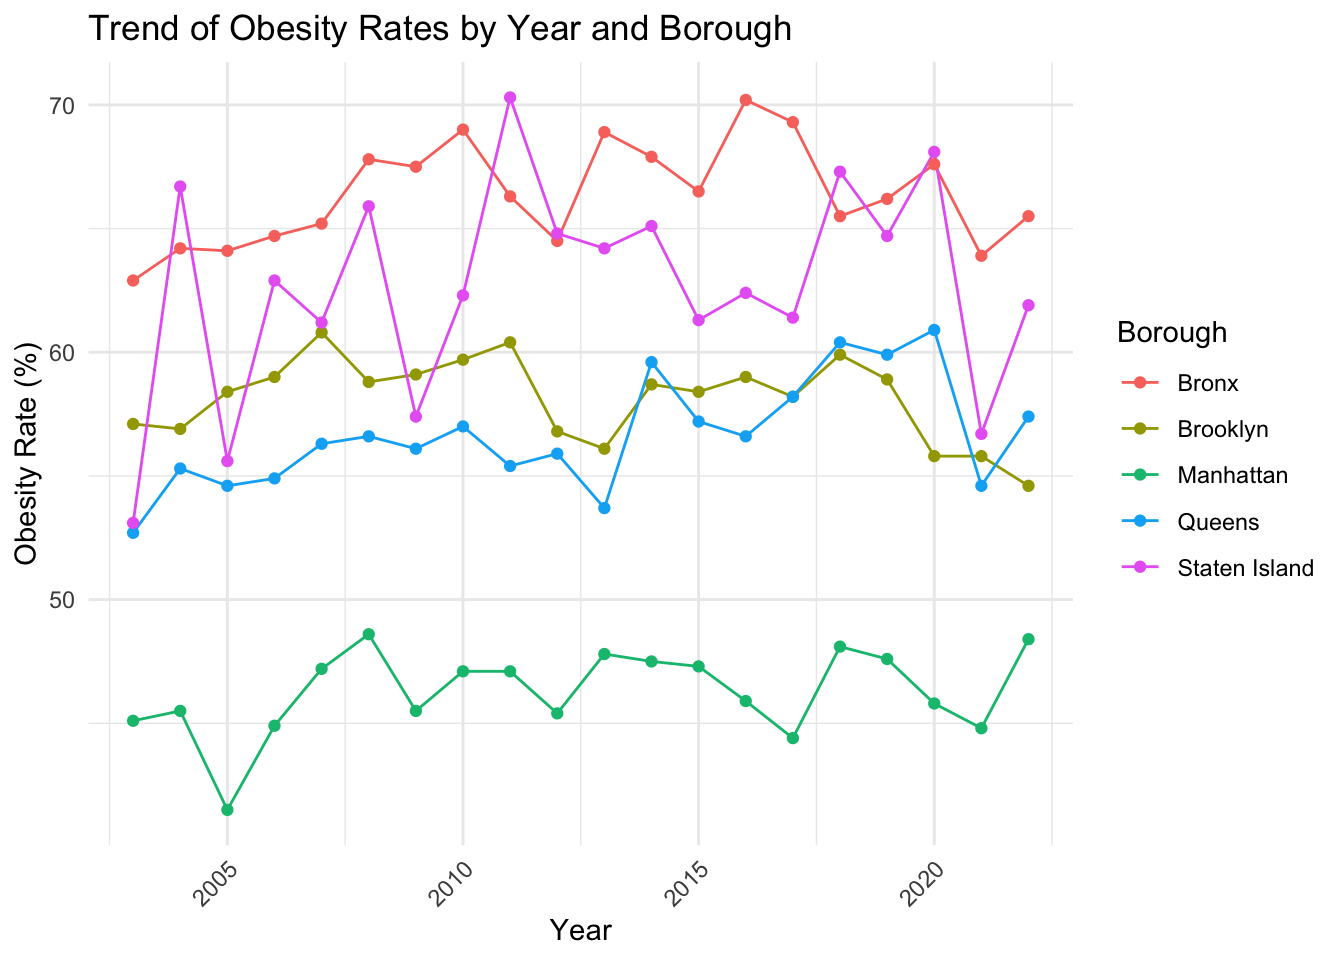 Trend of Obesity Rates by Year and Borough
70
60
50
Obesity Rate (%)
2005
2010
2015
2020
Year
Borough
Bronx
Brooklyn
Manhattan
Queens
Staten Island